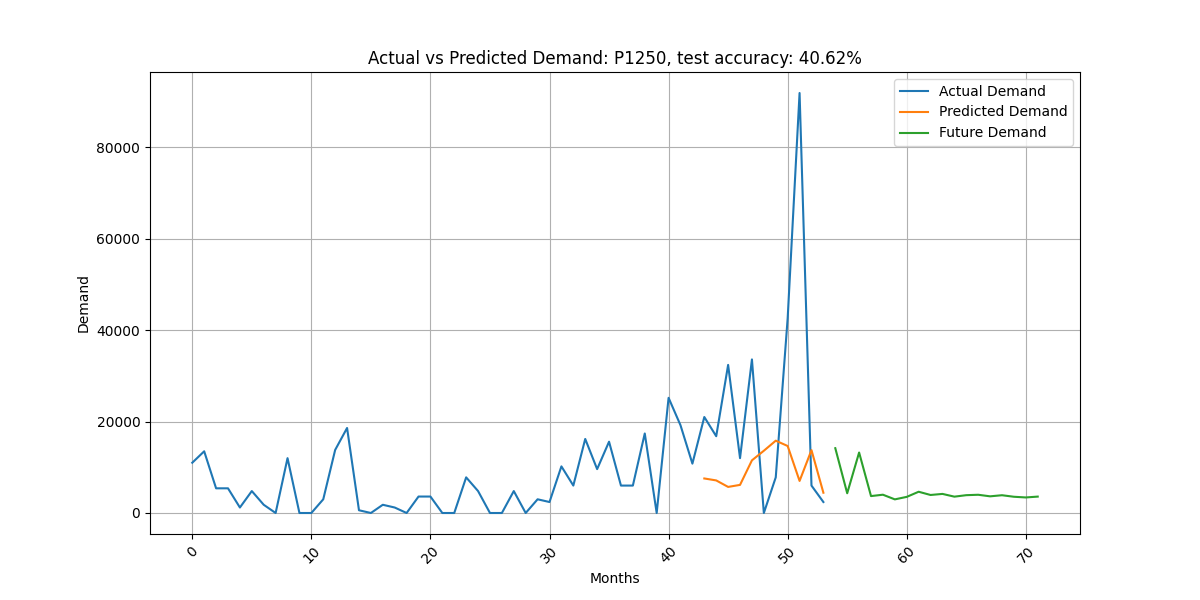 Actual vs Predicted Demand: P1250, test accuracy: 40.62%
Actual Demand
Predicted Demand
Future Demand
80000
60000
40000
20000
0
Demand
0
10
20
30
40
50
60
70
Months